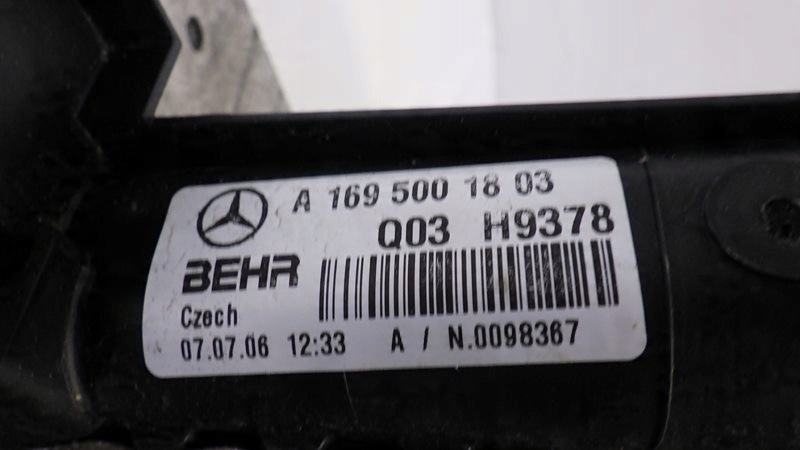 A 169 500 18 03
Q03 H9378
BEHR
Czech
07.07.06 12:33 A / N.0098367